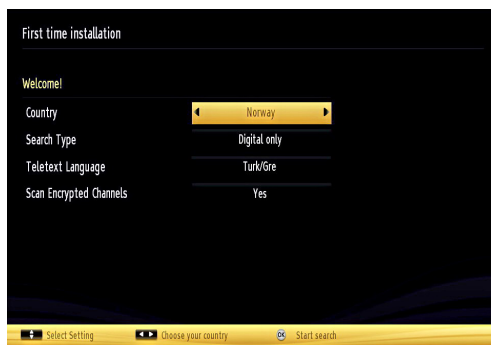 First time installation
Welcome!
Country Norway
Search Type Digital only
Teletext Language Turk/Gre
Scan Encrypted Channels Yes
Select Setting Choose your country OK Start search